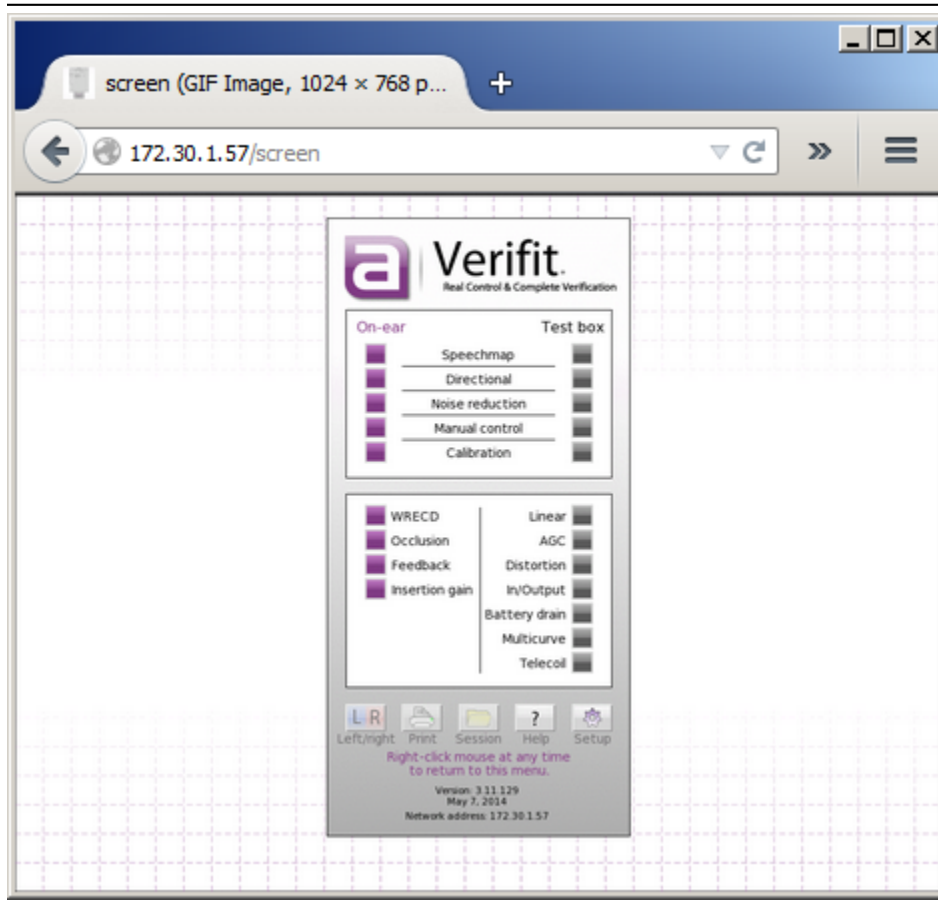 screen (GIF Image, 1024 × 768 p...
172.30.1.57/screen
a Verifit.
Real Control & Complete Verification
On-ear Test box
Speechmap
Directional
Noise reduction
Manual control
Calibration
WRECD Linear
Occlusion AGC
Feedback Distortion
Insertion gain In/Output
Battery drain
Multicurve
Telecoil
L R ?
Left/right Print Session Help Setup
Right-click mouse at any time
to return to this menu.
Version: 3.11.129
May 7, 2014
Network address: 172.30.1.57